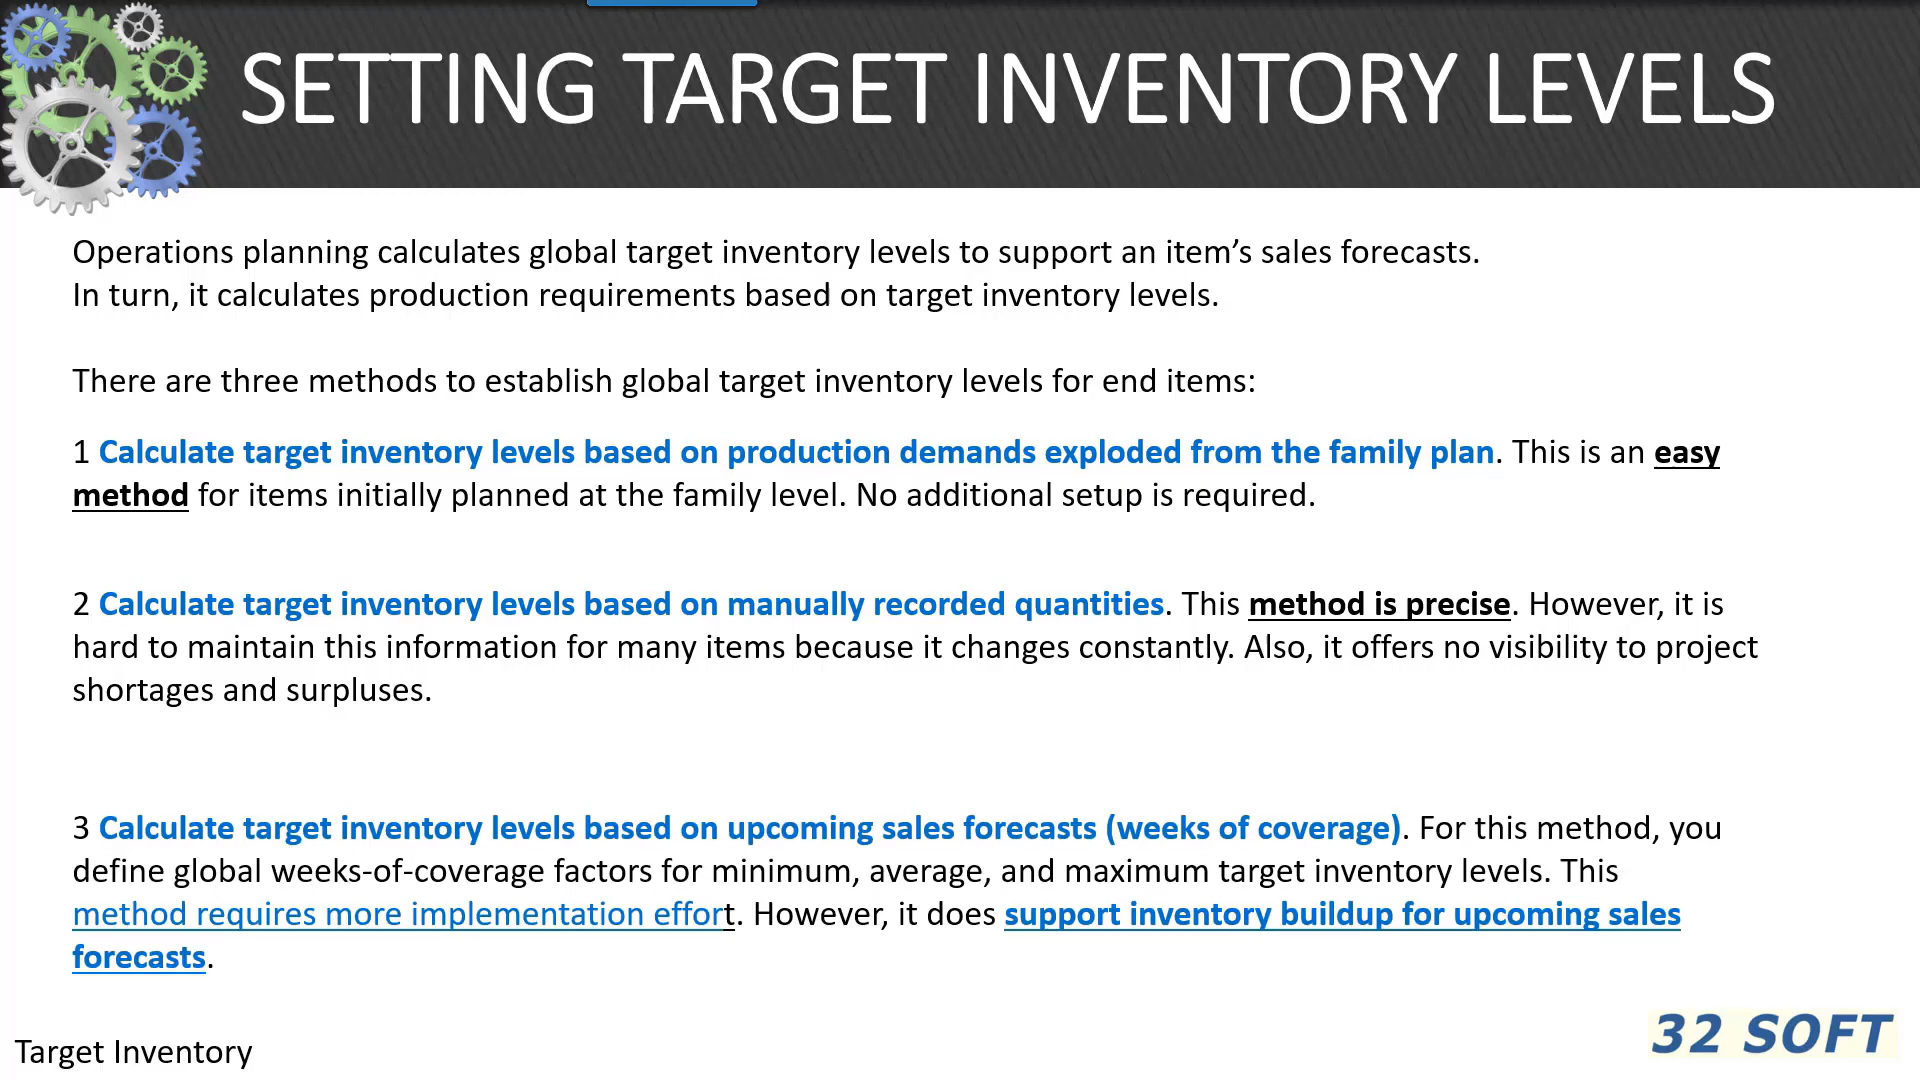 SETTING TARGET INVENTORY LEVELS
Operations planning calculates global target inventory levels to support an item’s sales forecasts.
In turn, it calculates production requirements based on target inventory levels.
There are three methods to establish global target inventory levels for end items:
1 Calculate target inventory levels based on production demands exploded from the family plan. This is an easy
method for items initially planned at the family level. No additional setup is required.
2 Calculate target inventory levels based on manually recorded quantities. This method is precise. However, it is
hard to maintain this information for many items because it changes constantly. Also, it offers no visibility to project
shortages and surpluses.
3 Calculate target inventory levels based on upcoming sales forecasts (weeks of coverage). For this method, you
define global weeks-of-coverage factors for minimum, average, and maximum target inventory levels. This
method requires more implementation effort. However, it does support inventory buildup for upcoming sales
forecasts.
Target Inventory
32 SOFT